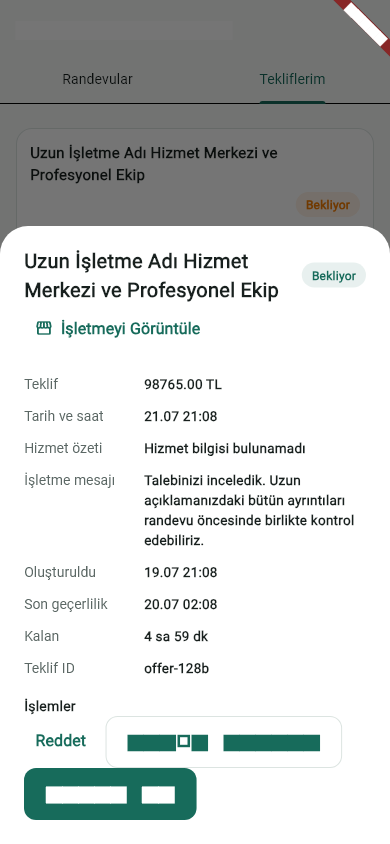 Randevular
Tekliflerim
Uzun İşletme Adı Hizmet Merkezi ve
Profesyonel Ekip
Bekliyor
Uzun İşletme Adı Hizmet
Merkezi ve Profesyonel Ekip
Bekliyor
İşletmeyi Görüntüle
Teklif 98765.00 TL
Tarih ve saat 21.07 21:08
Hizmet özeti Hizmet bilgisi bulunamadı
İşletme mesajı Talebinizi inceledik. Uzun
açıklamanızdaki bütün ayrıntıları
randevu öncesinde birlikte kontrol
edebiliriz.
Oluşturuldu 19.07 21:08
Son geçerlilik 20.07 02:08
Kalan 4 sa 59 dk
Teklif ID offer-128b
İşlemler
Reddet